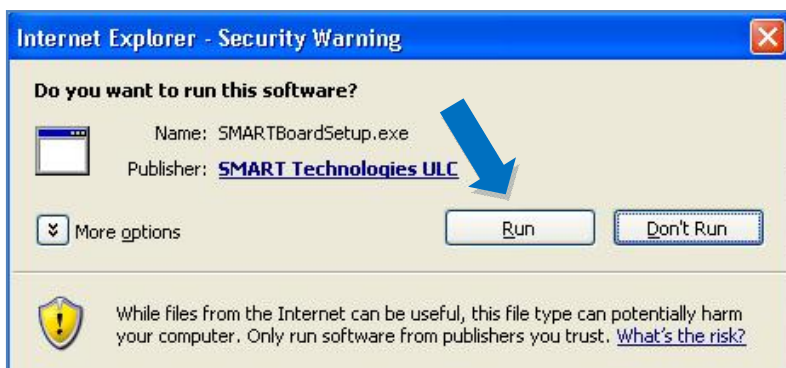 Internet Explorer - Security Warning
Do you want to run this software?
Name: SMARTBoardSetup.exe
Publisher: SMART Technologies ULC
More options
Run
Don't Run
While files from the Internet can be useful, this file type can potentially harm
your computer. Only run software from publishers you trust. What's the risk?